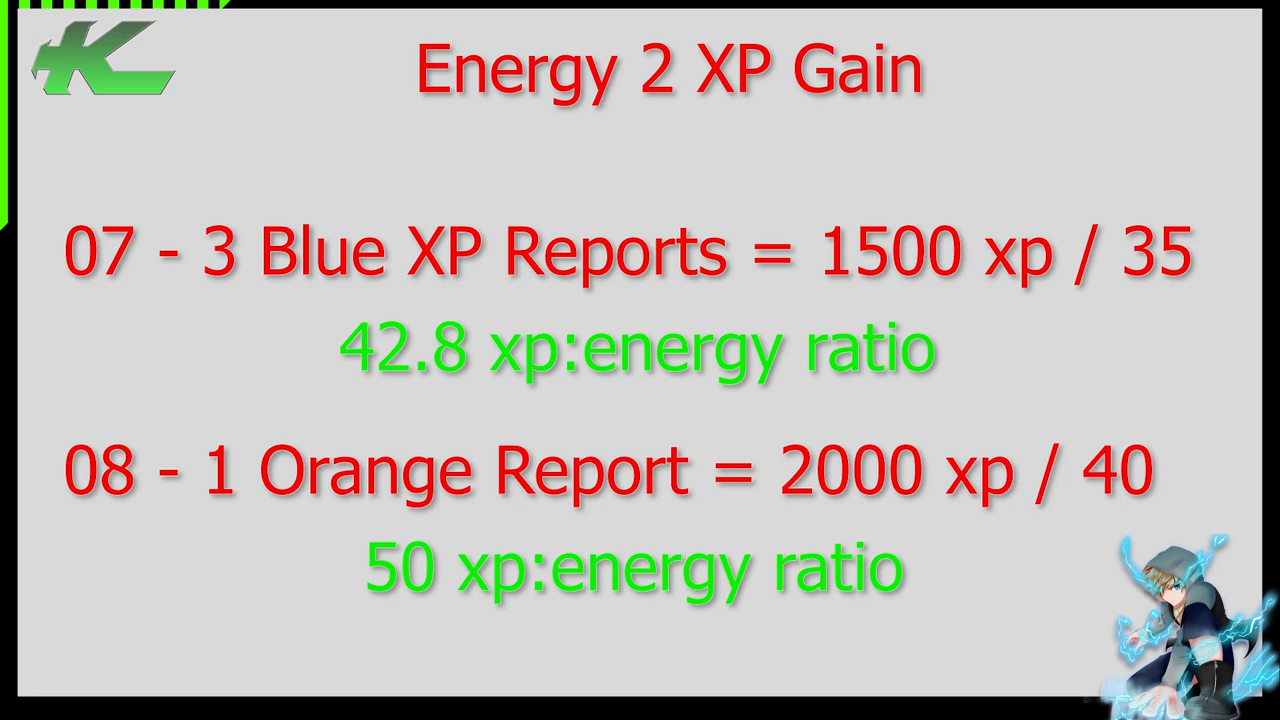 Energy 2 XP Gain
07 - 3 Blue XP Reports = 1500 xp / 35
42.8 xp:energy ratio
08 - 1 Orange Report = 2000 xp / 40
50 xp:energy ratio